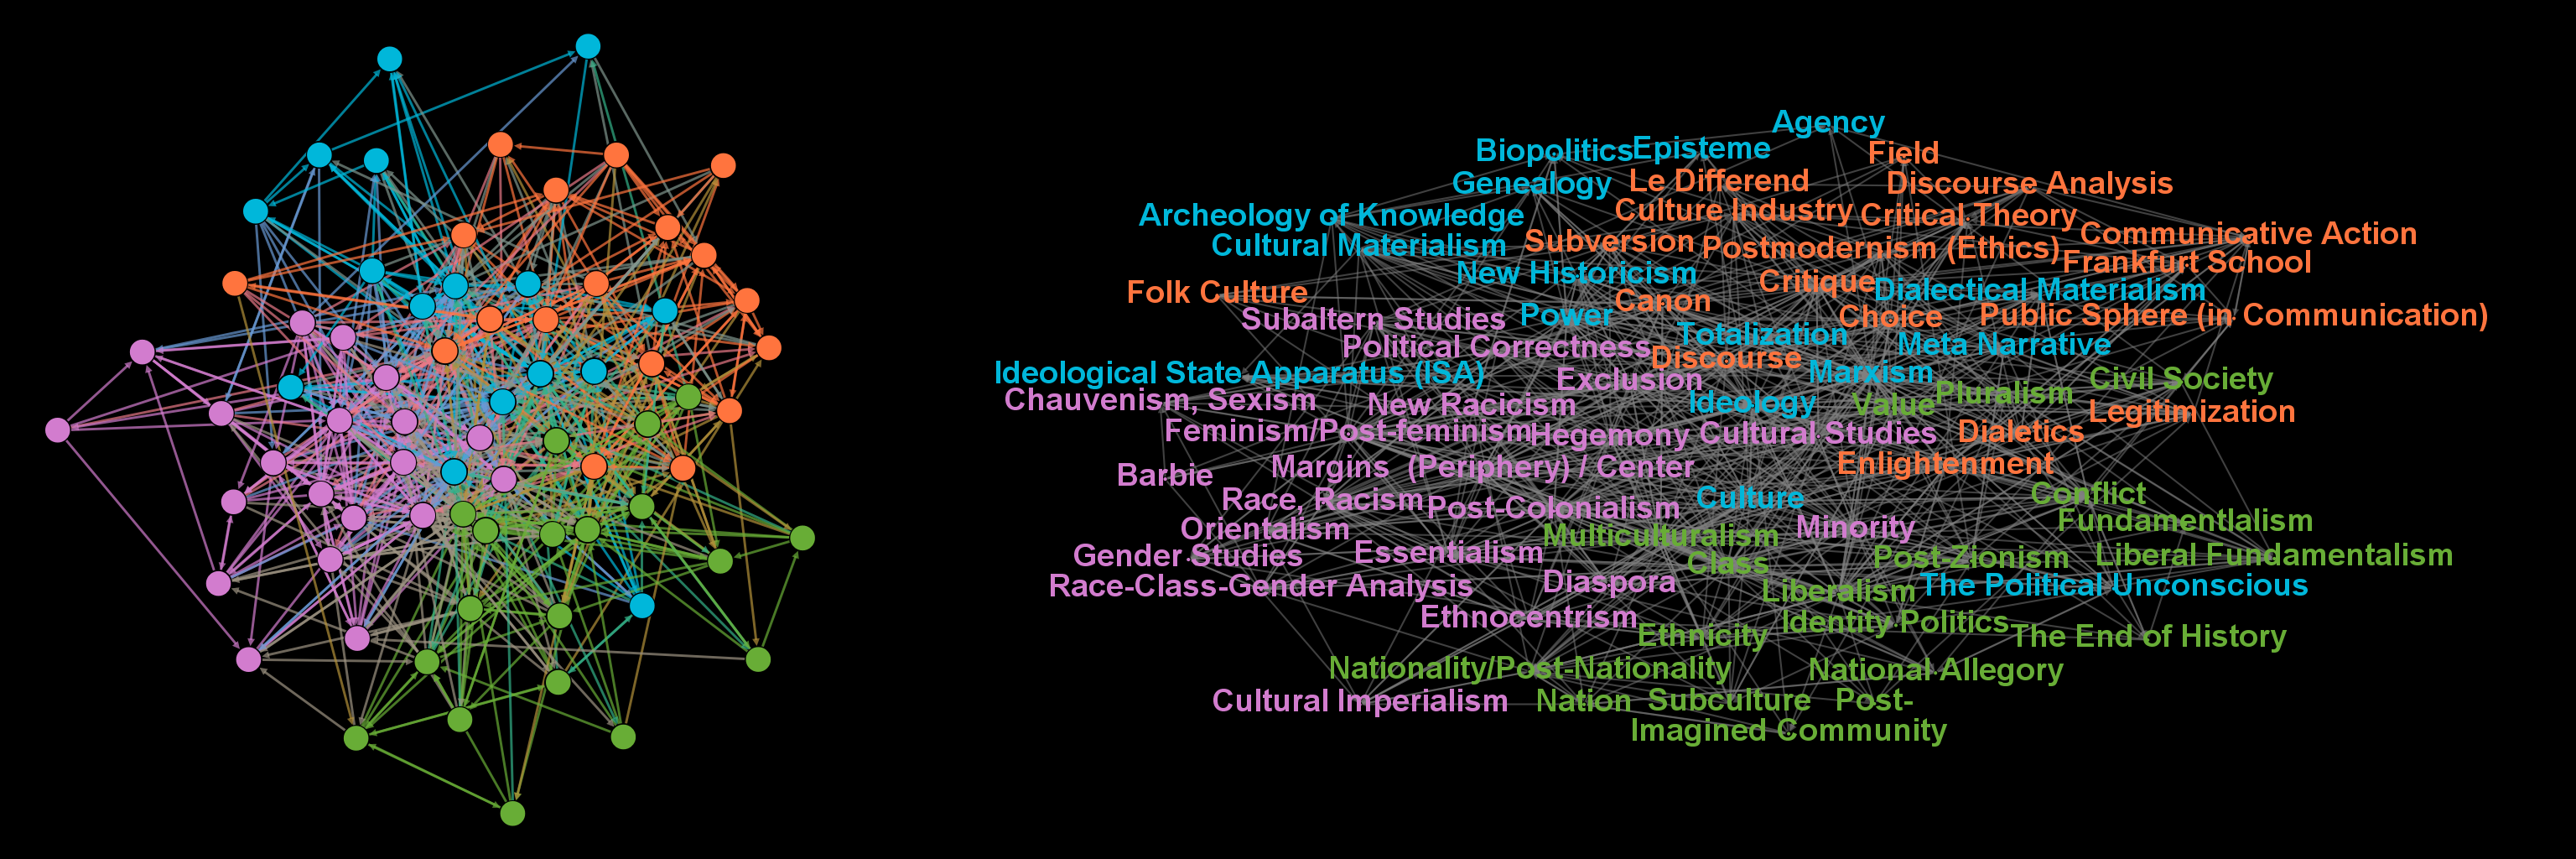 Agency
Biopolitics Episteme
Field
Genealogy Le Differend Discourse Analysis
Archeology of Knowledge Culture Industry Critical Theory
Cultural Materialism Subversion Postmodernism (Ethics) Communicative Action
New Historicism Frankfurt School
Folk Culture Canon Critique Dialectical Materialism
Subaltern Studies Power Choice Public Sphere (in Communication)
Political Correctness Totalization Meta Narrative
Discourse
Ideological State Apparatus (ISA) Exclusion Marxism Civil Society
Chauvenism, Sexism New Racicism Ideology Value Pluralism Legitimization
Feminism/Post-feminism Hegemony Cultural Studies Dialetics
Barbie Margins (Periphery) / Center Enlightenment
Race, Racism Post-Colonialism Culture Conflict
Orientalism Multiculturalism Minority Fundamentlalism
Gender Studies Essentialism Class Post-Zionism Liberal Fundamentalism
Race-Class-Gender Analysis Diaspora Liberalism The Political Unconscious
Ethnocentrism Ethnicity Identity Politics The End of History
Nationality/Post-Nationality National Allegory
Cultural Imperialism Nation Subculture Post-
Imagined Community